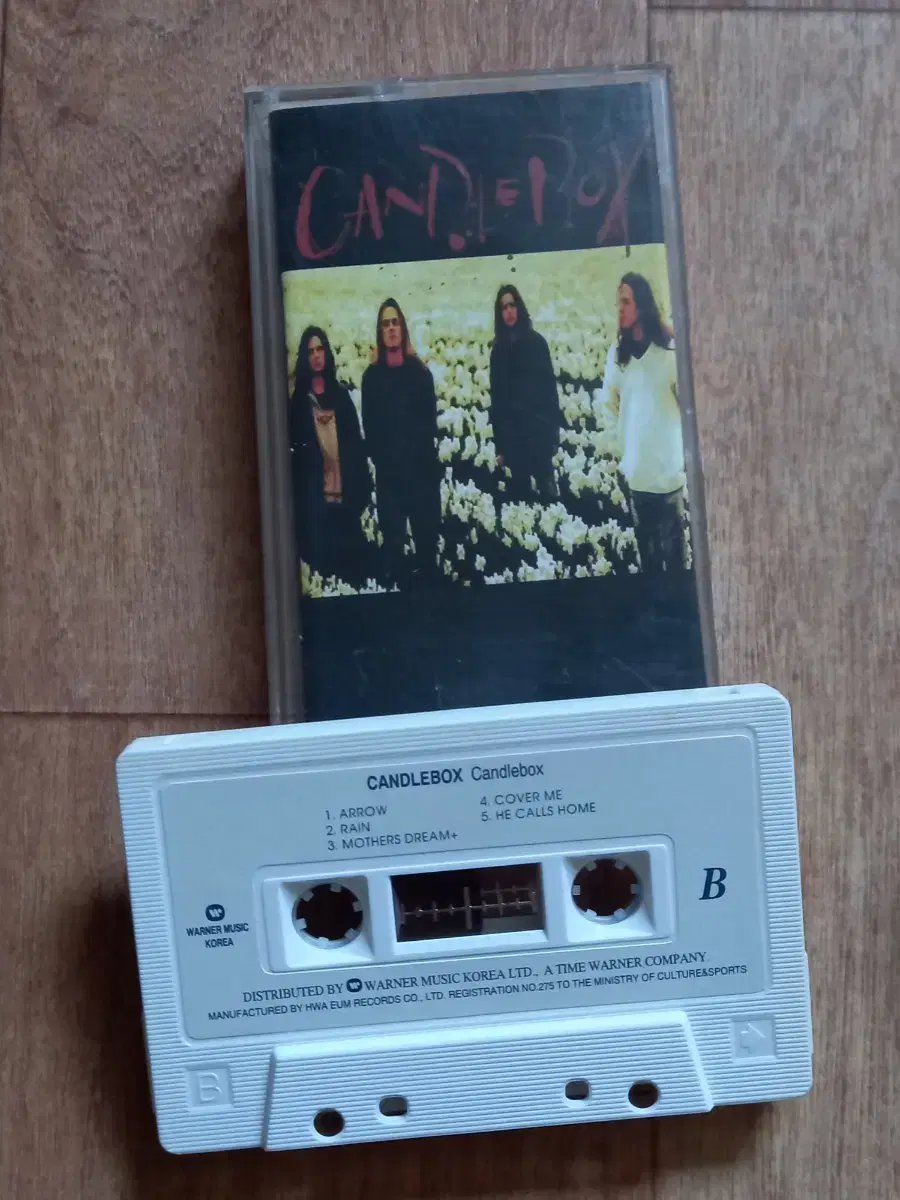 CANDLEBOX
CANDLEBOX Candlebox
1. ARROW
2. RAIN
3. MOTHERS DREAM+
4. COVER ME
5. HE CALLS HOME
WARNER MUSIC
KOREA
B
DISTRIBUTED BY WARNER MUSIC KOREA LTD., A TIME WARNER COMPANY.
MANUFACTURED BY HWA EUM RECORDS CO., LTD. REGISTRATION NO.275 TO THE MINISTRY OF CULTURE&SPORTS
B